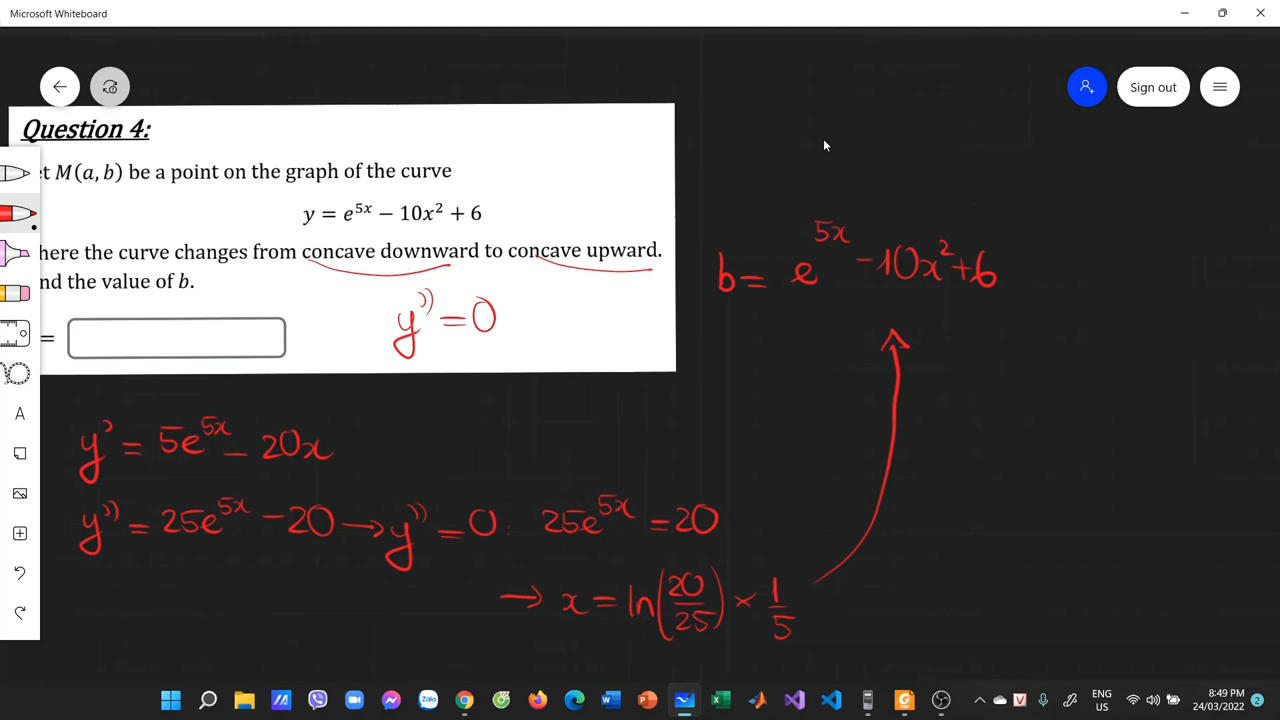 Microsoft Whiteboard
Sign out
Question 4:
et M(a, b) be a point on the graph of the curve
y = e^{5x} − 10x² + 6
here the curve changes from concave downward to concave upward.
nd the value of b.
=
y'' = 0
b = e^{5x} − 10x² + 6
y' = 5e^{5x} − 20x
y'' = 25e^{5x} − 20 → y'' = 0 : 25e^{5x} = 20
→ x = ln(20/25) × 1/5
A
Zalo
ENG
US
8:49 PM
24/03/2022
2